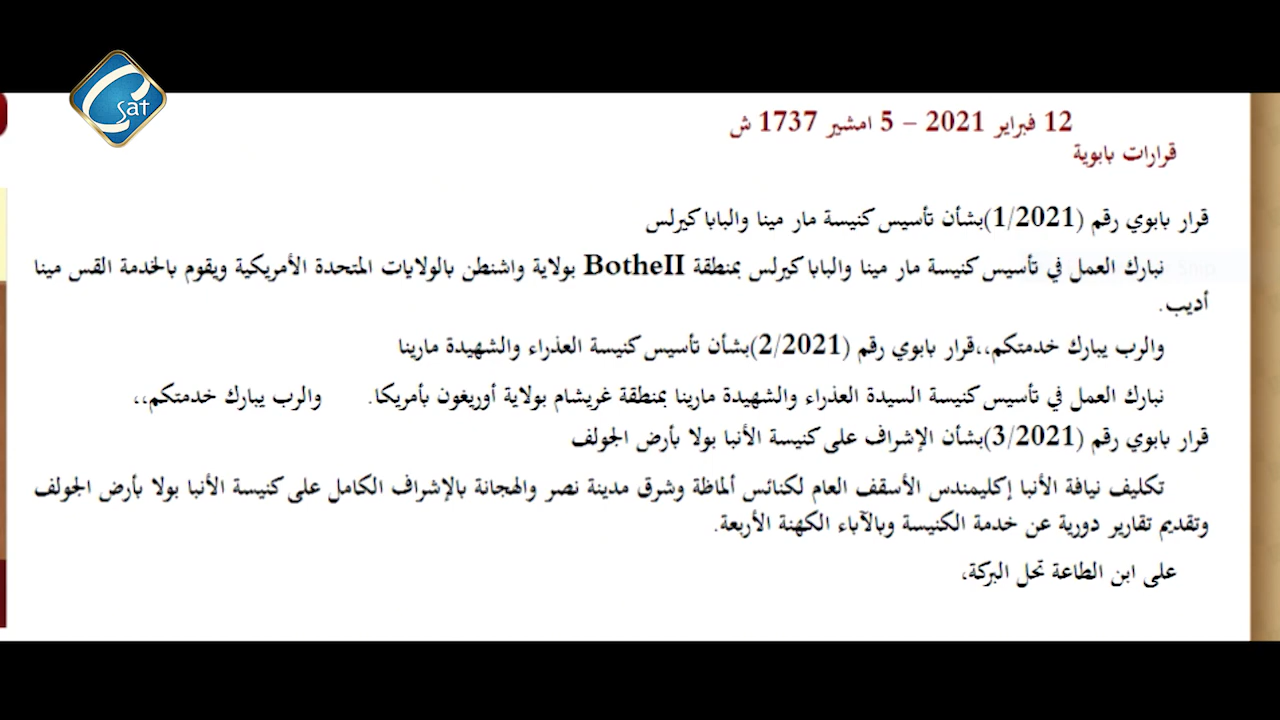 C sat
12 فبراير 2021 – 5 امشير 1737 ش
قرارات بابوية
قرار بابوي رقم (1/2021)بشأن تأسيس كنيسة مار مينا والبابا كيرلس
نبارك العمل في تأسيس كنيسة مار مينا والبابا كيرلس بمنطقة BotheII بولاية واشنطن بالولايات المتحدة الأمريكية ويقوم بالخدمة القس مينا
أديب.
والرب يبارك خدمتكم،،قرار بابوي رقم (2/2021)بشأن تأسيس كنيسة العذراء والشهيدة مارينا
نبارك العمل في تأسيس كنيسة السيدة العذراء والشهيدة مارينا بمنطقة غريشام بولاية أوريغون بأمريكا. والرب يبارك خدمتكم،،
قرار بابوي رقم (3/2021)بشأن الإشراف على كنيسة الأنبا بولا بأرض الجولف
تكليف نيافة الأنبا إكليمندس الأسقف العام لكنائس ألماظة وشرق مدينة نصر والهجانة بالإشراف الكامل على كنيسة الأنبا بولا بأرض الجولف
وتقديم تقارير دورية عن خدمة الكنيسة وبالآباء الكهنة الأربعة.
على ابن الطاعة تحل البركة،